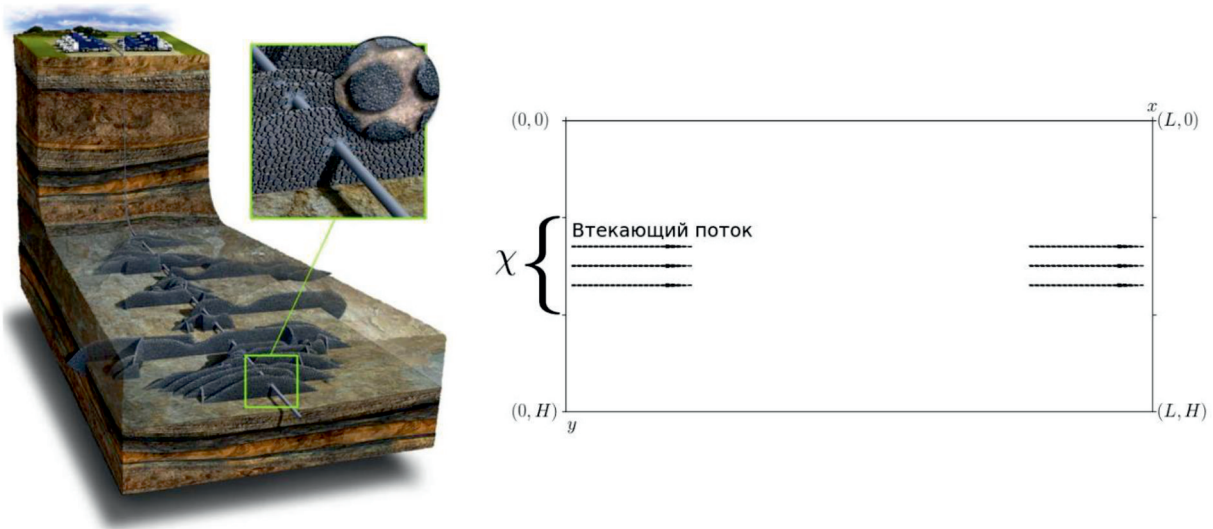 x
(0,0)
(L,0)
Втекающий поток
χ
(0,H)
(L,H)
y